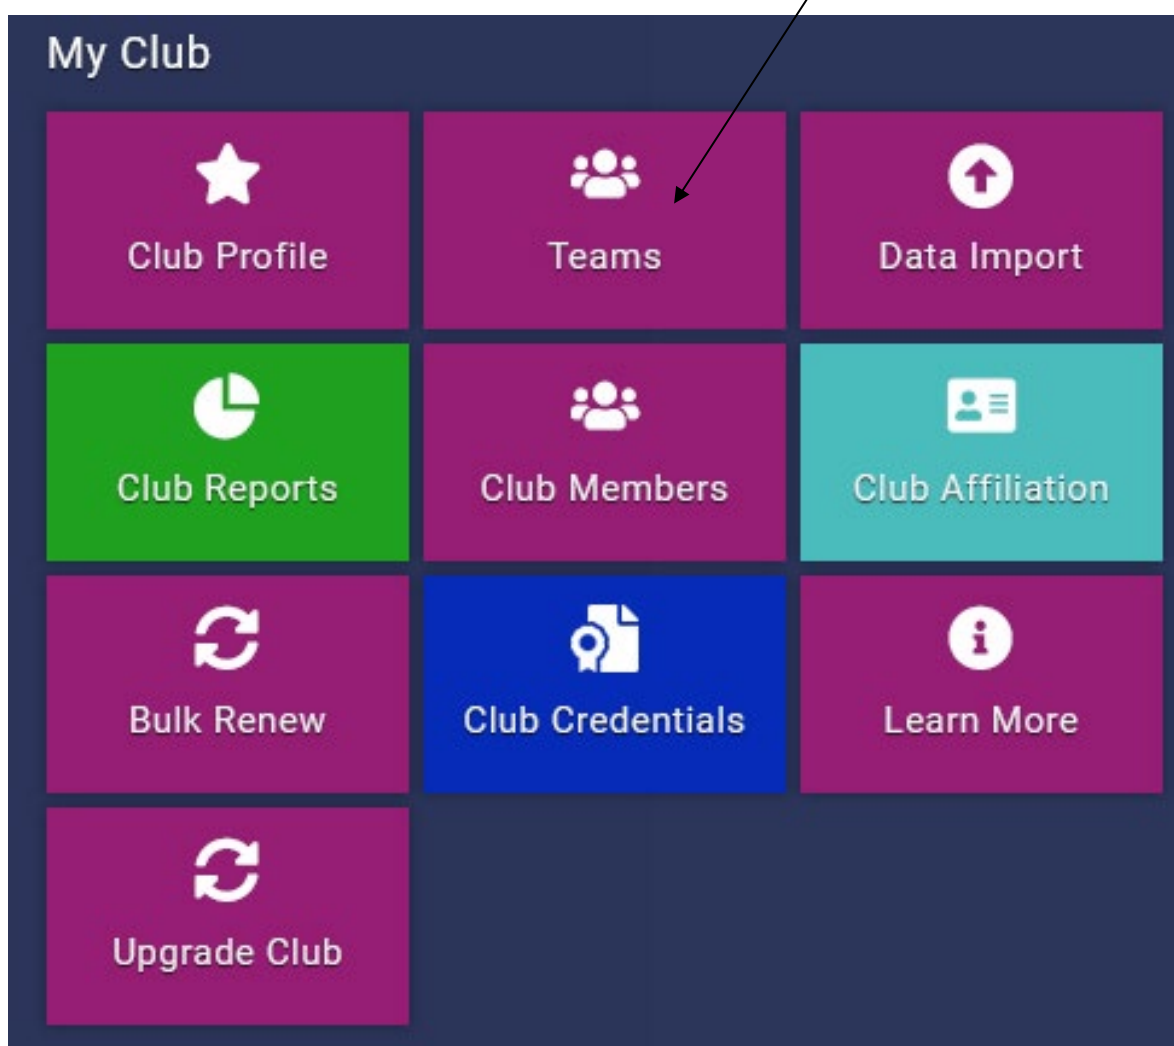 My Club
Club Profile
Teams
Data Import
Club Reports
Club Members
Club Affiliation
Bulk Renew
Club Credentials
Learn More
Upgrade Club